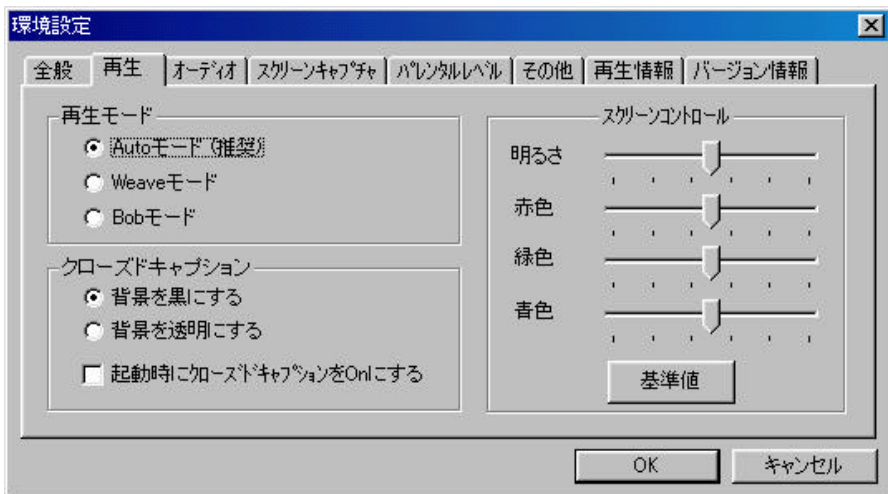 環境設定
全般 再生 オーディオ スクリーンキャプチャ パレンタルレベル その他 再生情報 バージョン情報
再生モード
Autoモード (推奨)
Weaveモード
Bobモード
クローズドキャプション
背景を黒にする
背景を透明にする
起動時にクローズドキャプションをOnにする
スクリーンコントロール
明るさ
赤色
緑色
青色
基準値
OK キャンセル